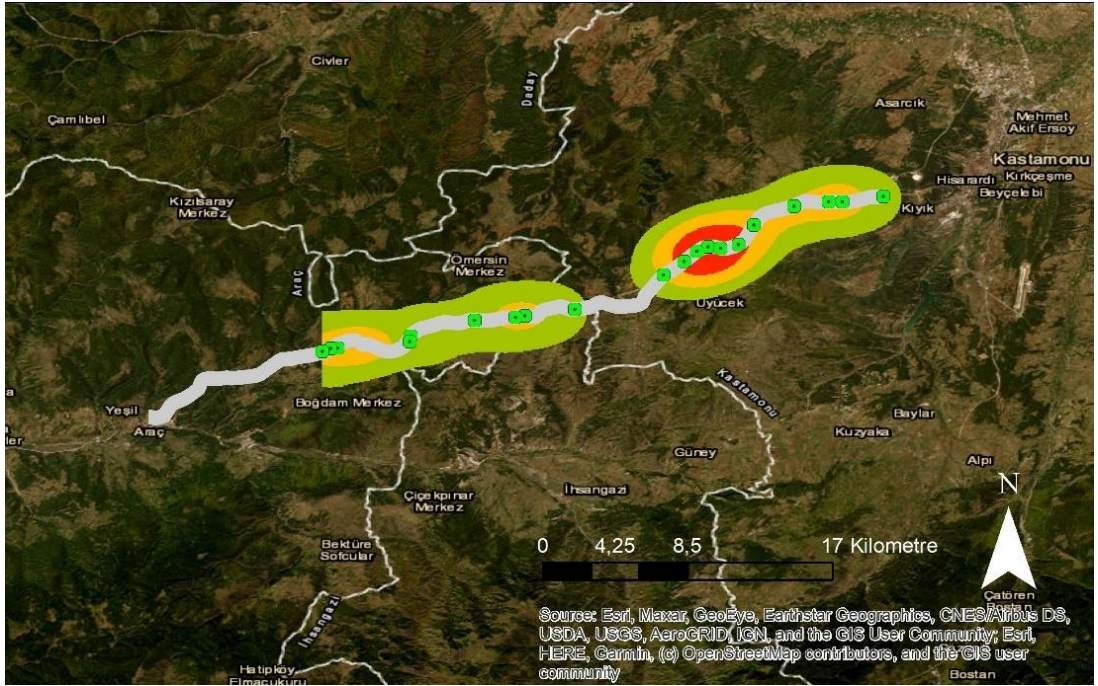 Civler
Daday
Asarcık
Çamlıbel
Mehmet
Akif Ersoy
Kastamonu
Hisarardı
Kırkçeşme
Beyçelebi
Kızılsaray
Merkez
Kıyık
Ömersin
Merkez
Araç
Uyücek
Boğdam Merkez
Kastamonu
Yeşil
Araç
Baylar
Kuzyaka
Güney
Alpı
İhsangazi
Çiçekpınar
Merkez
N
Bektüre
Sofcular
0 4,25 8,5 17 Kilometre
Çatören
Bostan
İhsangazi
Source: Esri, Maxar, GeoEye, Earthstar Geographics, CNES/Airbus DS,
USDA, USGS, AeroGRID, IGN, and the GIS User Community; Esri,
HERE, Garmin, (c) OpenStreetMap contributors, and the GIS user
community
Hatipköy
Elmaçukuru
Bostan